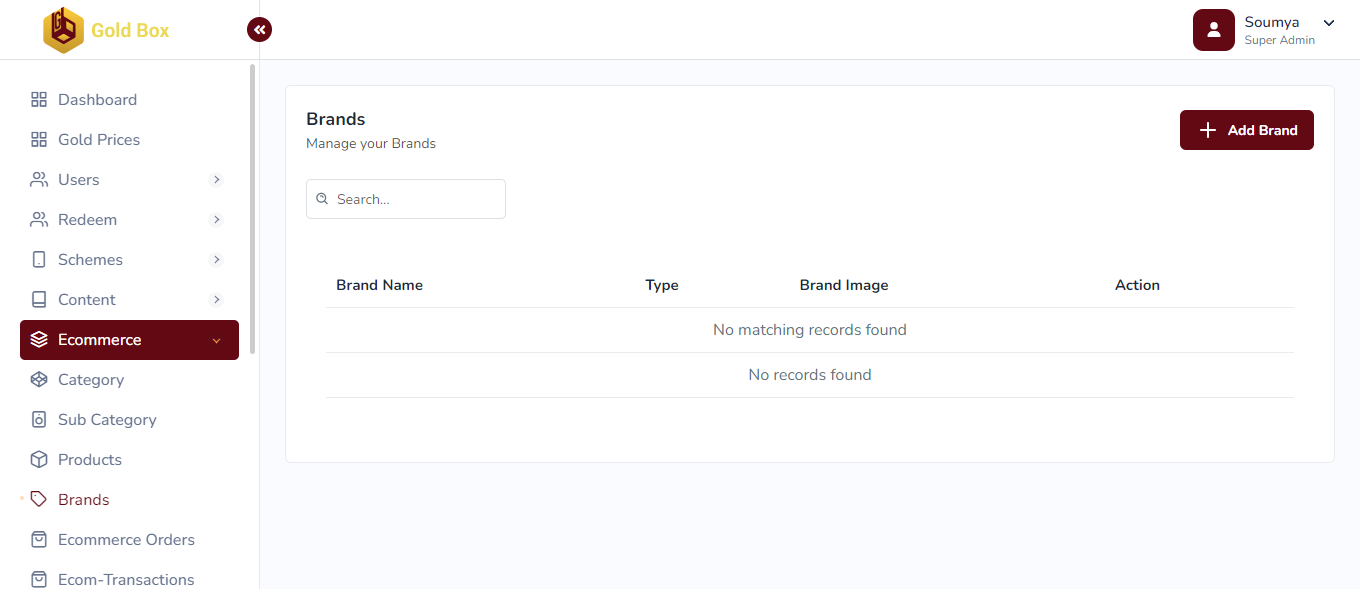 Gold Box
Soumya
Super Admin
Dashboard
Gold Prices
Users
Redeem
Schemes
Content
Ecommerce
Category
Sub Category
Products
Brands
Ecommerce Orders
Ecom-Transactions
Brands
Manage your Brands
Add Brand
Search...
Brand Name Type Brand Image Action
No matching records found
No records found